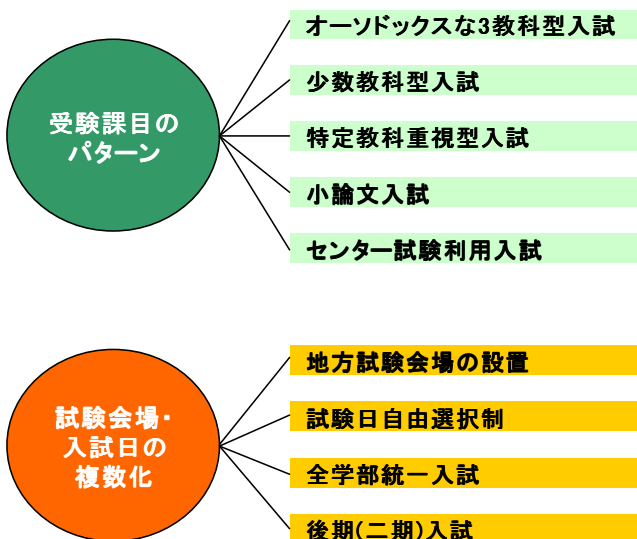 受験課目の
パターン
オーソドックスな3教科型入試
少数教科型入試
特定教科重視型入試
小論文入試
センター試験利用入試
試験会場・
入試日の
複数化
地方試験会場の設置
試験日自由選択制
全学部統一入試
後期(二期)入試